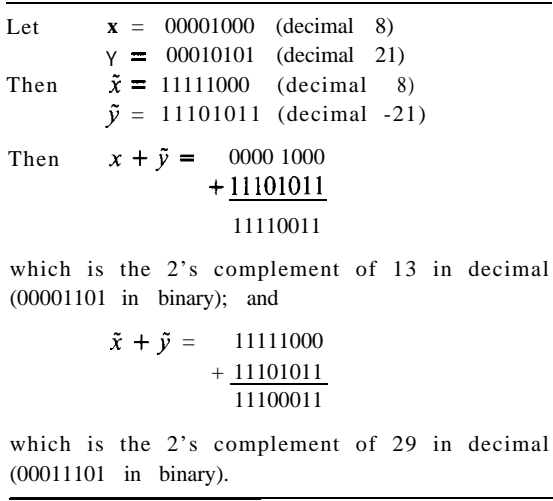 Let x = 00001000 (decimal 8)
Y = 00010101 (decimal 21)
Then x̃ = 11111000 (decimal 8)
ỹ = 11101011 (decimal -21)
Then x + ỹ = 0000 1000
+ 11101011
11110011
which is the 2's complement of 13 in decimal
(00001101 in binary); and
x̃ + ỹ = 11111000
+ 11101011
11100011
which is the 2's complement of 29 in decimal
(00011101 in binary).